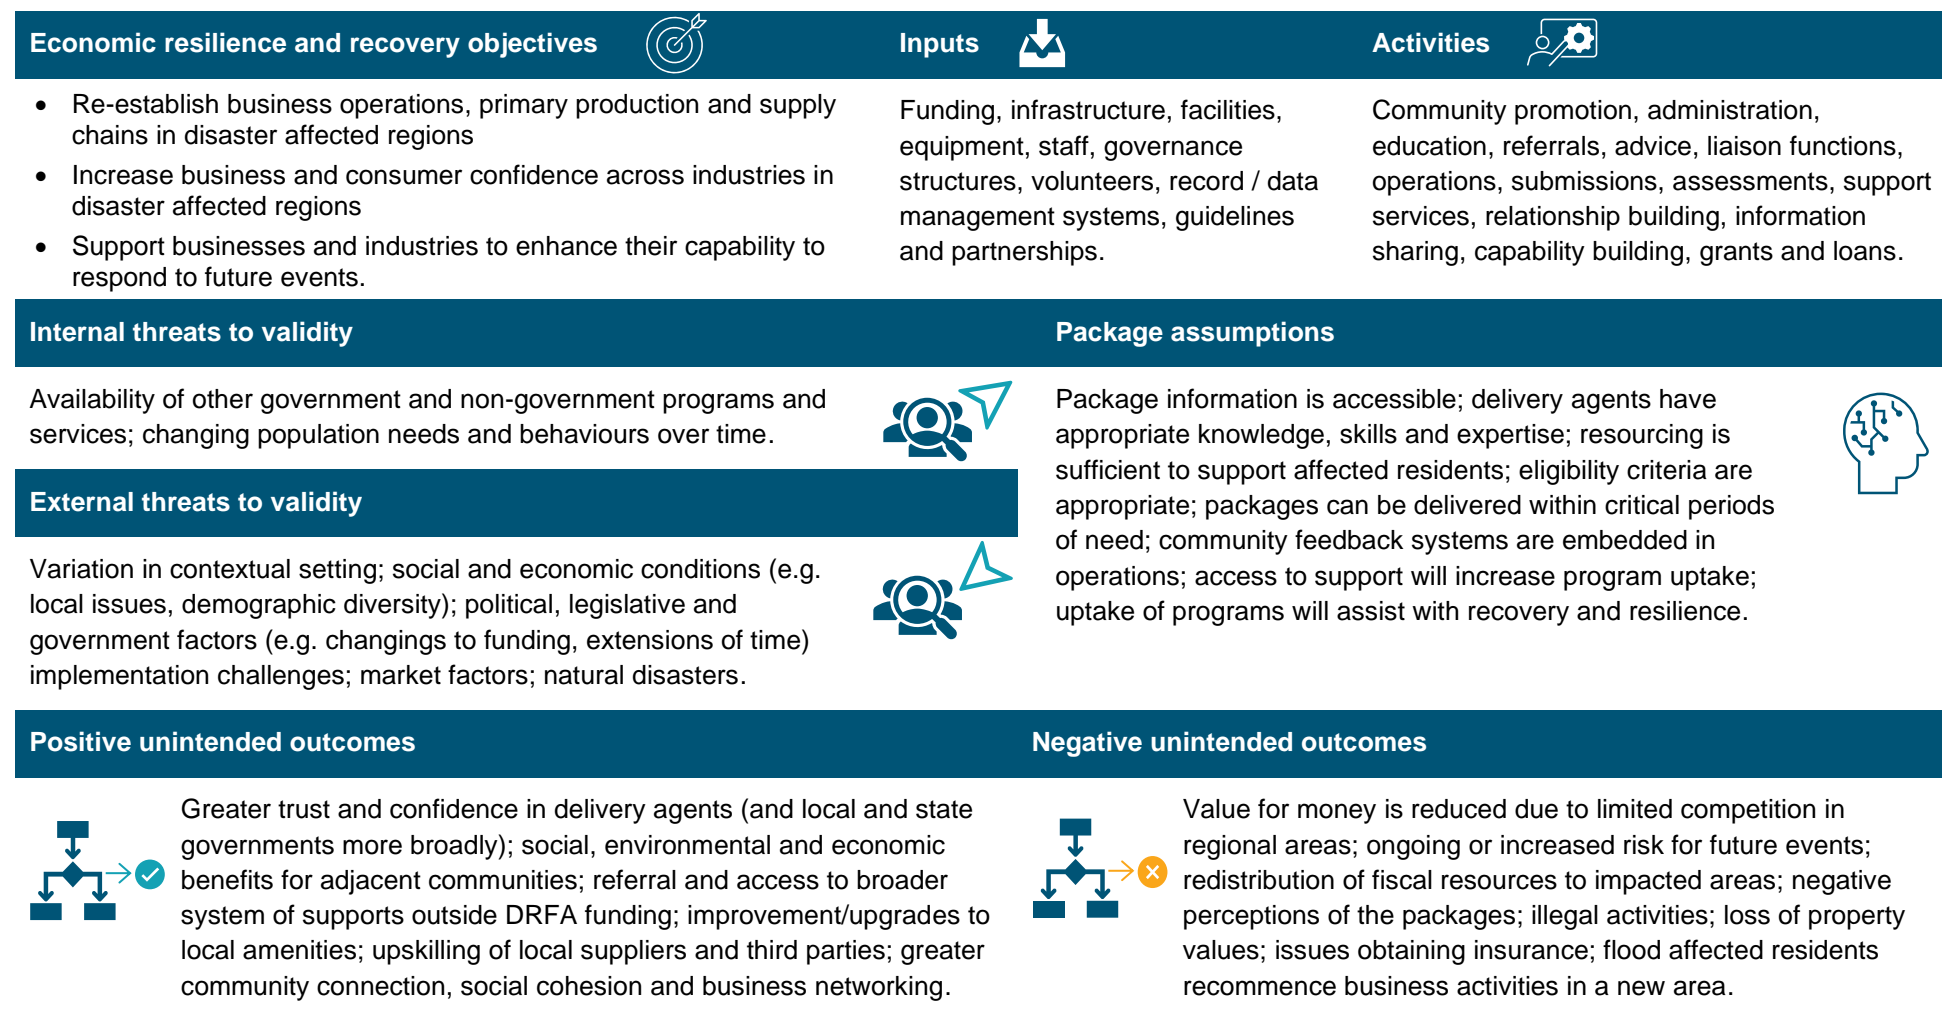 Economic resilience and recovery objectives
Inputs
Activities
• Re-establish business operations, primary production and supply
chains in disaster affected regions
• Increase business and consumer confidence across industries in
disaster affected regions
• Support businesses and industries to enhance their capability to
respond to future events.
Funding, infrastructure, facilities,
equipment, staff, governance
structures, volunteers, record / data
management systems, guidelines
and partnerships.
Community promotion, administration,
education, referrals, advice, liaison functions,
operations, submissions, assessments, support
services, relationship building, information
sharing, capability building, grants and loans.
Internal threats to validity
Availability of other government and non-government programs and
services; changing population needs and behaviours over time.
External threats to validity
Variation in contextual setting; social and economic conditions (e.g.
local issues, demographic diversity); political, legislative and
government factors (e.g. changings to funding, extensions of time)
implementation challenges; market factors; natural disasters.
Package assumptions
Package information is accessible; delivery agents have
appropriate knowledge, skills and expertise; resourcing is
sufficient to support affected residents; eligibility criteria are
appropriate; packages can be delivered within critical periods
of need; community feedback systems are embedded in
operations; access to support will increase program uptake;
uptake of programs will assist with recovery and resilience.
Positive unintended outcomes
Greater trust and confidence in delivery agents (and local and state
governments more broadly); social, environmental and economic
benefits for adjacent communities; referral and access to broader
system of supports outside DRFA funding; improvement/upgrades to
local amenities; upskilling of local suppliers and third parties; greater
community connection, social cohesion and business networking.
Negative unintended outcomes
Value for money is reduced due to limited competition in
regional areas; ongoing or increased risk for future events;
redistribution of fiscal resources to impacted areas; negative
perceptions of the packages; illegal activities; loss of property
values; issues obtaining insurance; flood affected residents
recommence business activities in a new area.